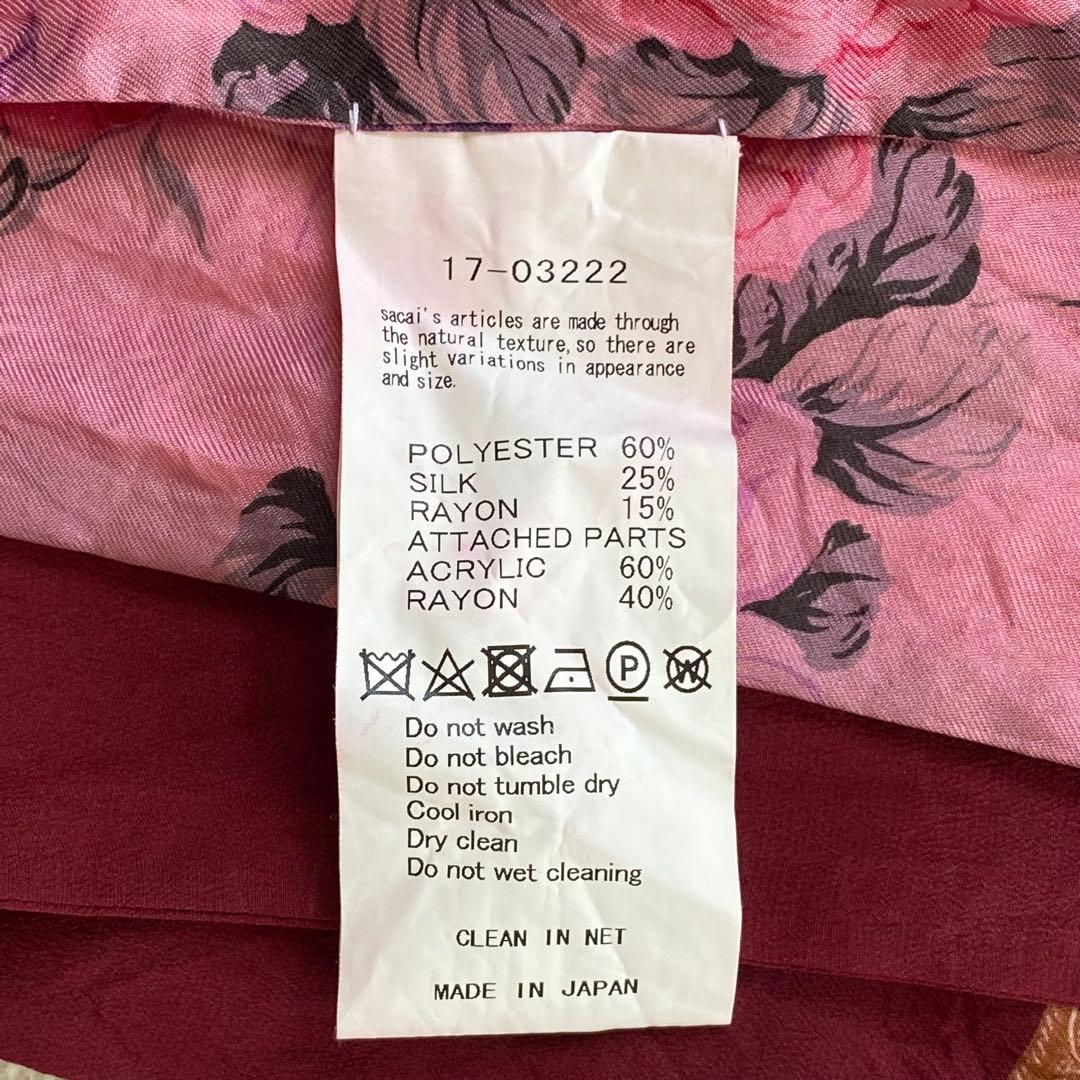 17-03222
sacai's articles are made through
the natural texture, so there are
slight variations in appearance
and size.
POLYESTER 60%
SILK 25%
RAYON 15%
ATTACHED PARTS
ACRYLIC 60%
RAYON 40%
P W
Do not wash
Do not bleach
Do not tumble dry
Cool iron
Dry clean
Do not wet cleaning
CLEAN IN NET
MADE IN JAPAN